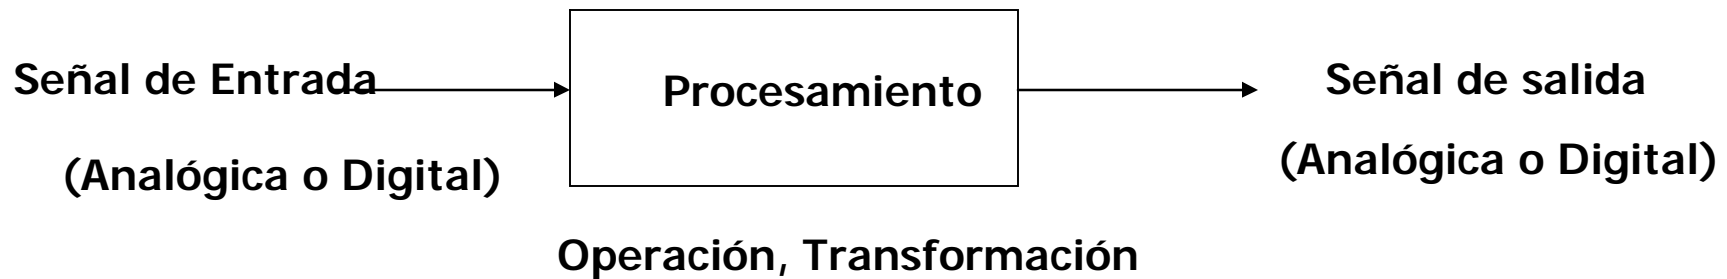 Señal de Entrada
(Analógica o Digital)
Procesamiento
Operación, Transformación
Señal de salida
(Analógica o Digital)